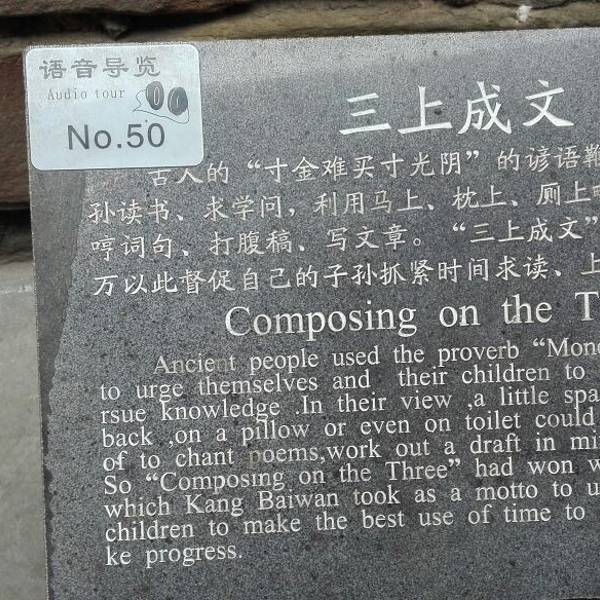 语音导览
Audio tour
No.50
三上成文
古人的“寸金难买寸光阴”的谚语
孙读书、求学问，利用马上、枕上、厕上
哼词句、打腹稿、写文章。“三上成文”
万以此督促自己的子孙抓紧时间求读、上
Composing on the T
Ancient people used the proverb “Mone
to urge themselves and their children to
rsue knowledge .In their view ,a little spa
back ,on a pillow or even on toilet could
of to chant poems,work out a draft in mi
So “Composing on the Three” had won w
which Kang Baiwan took as a motto to u
children to make the best use of time to
ke progress.